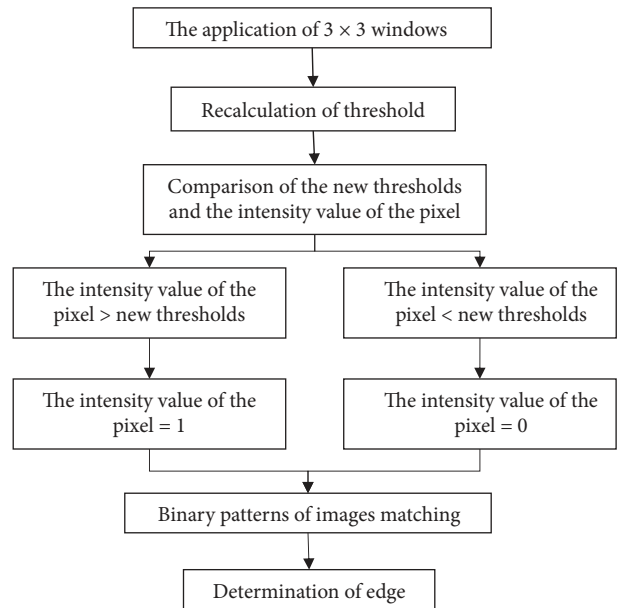 The application of 3 × 3 windows
Recalculation of threshold
Comparison of the new thresholds
and the intensity value of the pixel
The intensity value of the
pixel > new thresholds
The intensity value of the
pixel < new thresholds
The intensity value of the
pixel = 1
The intensity value of the
pixel = 0
Binary patterns of images matching
Determination of edge